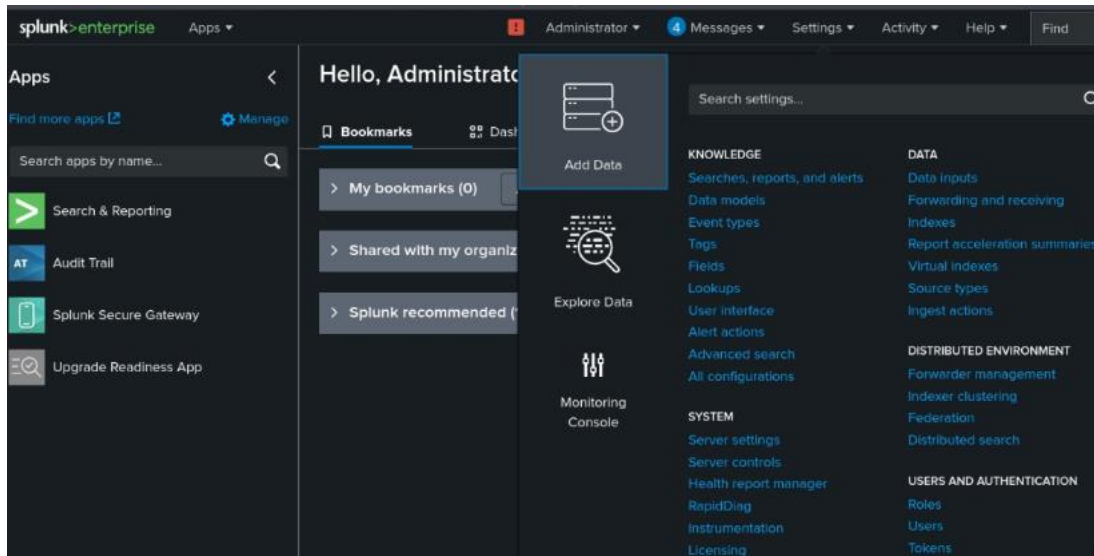 splunk>enterprise Apps
! Administrator 4 Messages Settings Activity Help Find
Apps
Find more apps Manage
Search apps by name...
Search & Reporting
AT Audit Trail
Splunk Secure Gateway
Upgrade Readiness App
Hello, Administrato
Bookmarks Dash
My bookmarks (0)
Shared with my organiz
Splunk recommended (
Add Data
Explore Data
Monitoring
Console
Search settings...
KNOWLEDGE
Searches, reports, and alerts
Data models
Event types
Tags
Fields
Lookups
User interface
Alert actions
Advanced search
All configurations
SYSTEM
Server settings
Server controls
Health report manager
RapidDiag
Instrumentation
Licensing
DATA
Data inputs
Forwarding and receiving
Indexes
Report acceleration summaries
Virtual indexes
Source types
Ingest actions
DISTRIBUTED ENVIRONMENT
Forwarder management
Indexer clustering
Federation
Distributed search
USERS AND AUTHENTICATION
Roles
Users
Tokens